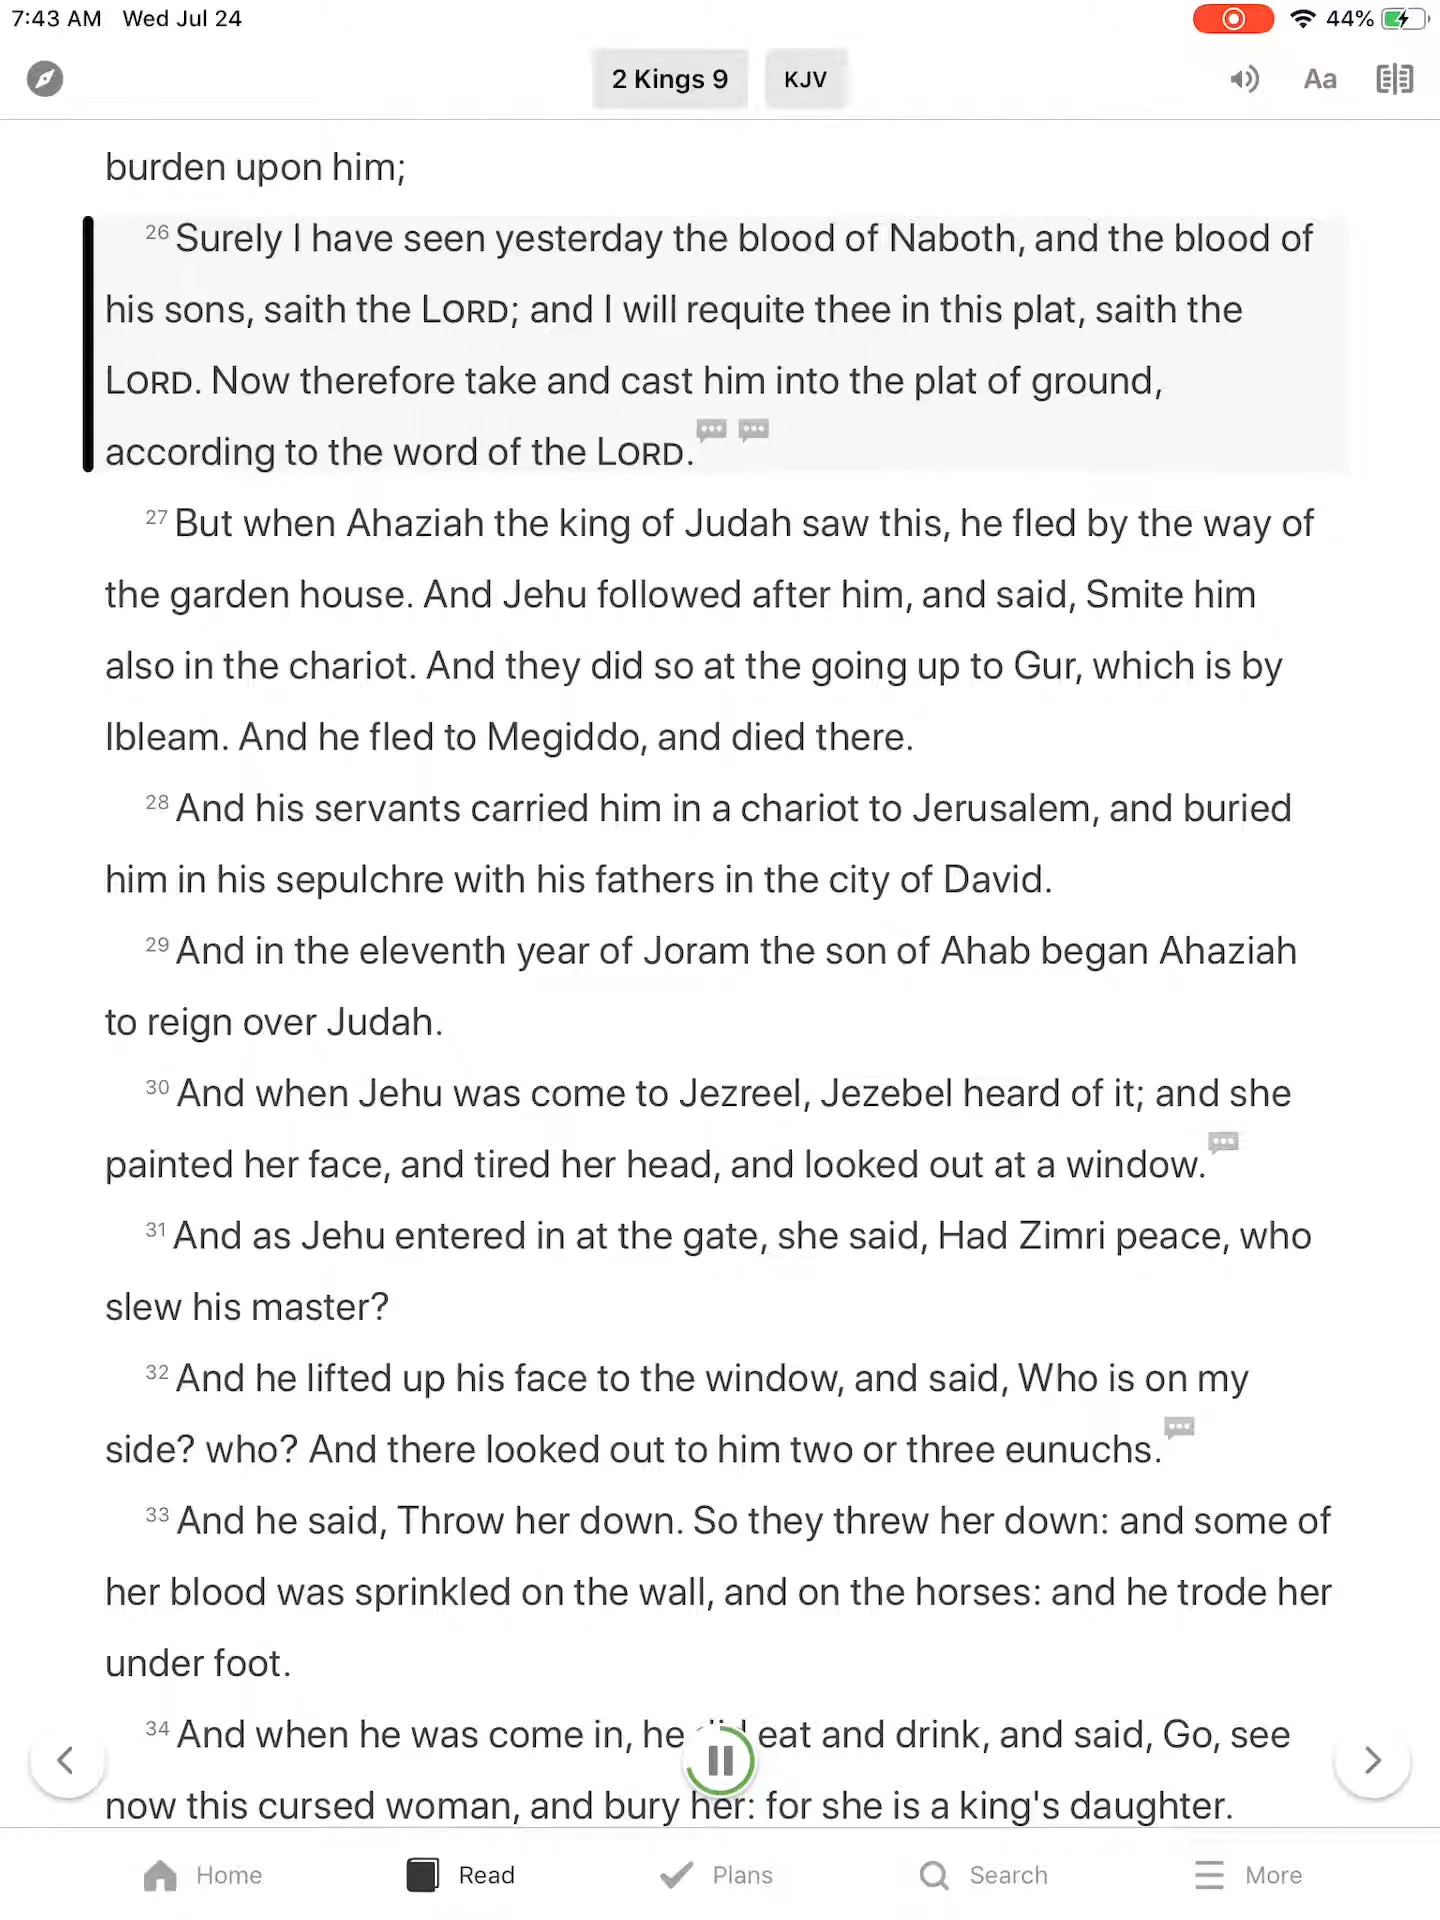 7:43 AM Wed Jul 24 44%
2 Kings 9 KJV Aa
burden upon him;
26 Surely I have seen yesterday the blood of Naboth, and the blood of
his sons, saith the LORD; and I will requite thee in this plat, saith the
LORD. Now therefore take and cast him into the plat of ground,
according to the word of the LORD.
27 But when Ahaziah the king of Judah saw this, he fled by the way of
the garden house. And Jehu followed after him, and said, Smite him
also in the chariot. And they did so at the going up to Gur, which is by
Ibleam. And he fled to Megiddo, and died there.
28 And his servants carried him in a chariot to Jerusalem, and buried
him in his sepulchre with his fathers in the city of David.
29 And in the eleventh year of Joram the son of Ahab began Ahaziah
to reign over Judah.
30 And when Jehu was come to Jezreel, Jezebel heard of it; and she
painted her face, and tired her head, and looked out at a window.
31 And as Jehu entered in at the gate, she said, Had Zimri peace, who
slew his master?
32 And he lifted up his face to the window, and said, Who is on my
side? who? And there looked out to him two or three eunuchs.
33 And he said, Throw her down. So they threw her down: and some of
her blood was sprinkled on the wall, and on the horses: and he trode her
under foot.
34 And when he was come in, he did eat and drink, and said, Go, see
now this cursed woman, and bury her: for she is a king's daughter.
Home Read Plans Search More